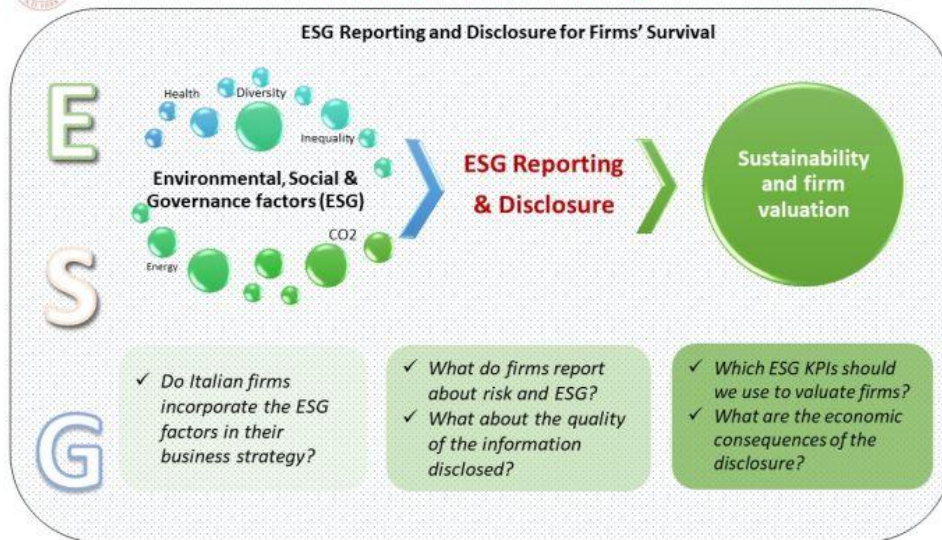 ESG Reporting and Disclosure for Firms' Survival
E
S
G
Health
Diversity
Inequality
Environmental, Social &
Governance factors (ESG)
CO2
Energy
ESG Reporting
& Disclosure
Sustainability
and firm
valuation
✓ Do Italian firms
incorporate the ESG
factors in their
business strategy?
✓ What do firms report
about risk and ESG?
✓ What about the quality
of the information
disclosed?
✓ Which ESG KPIs should
we use to valuate firms?
✓ What are the economic
consequences of the
disclosure?